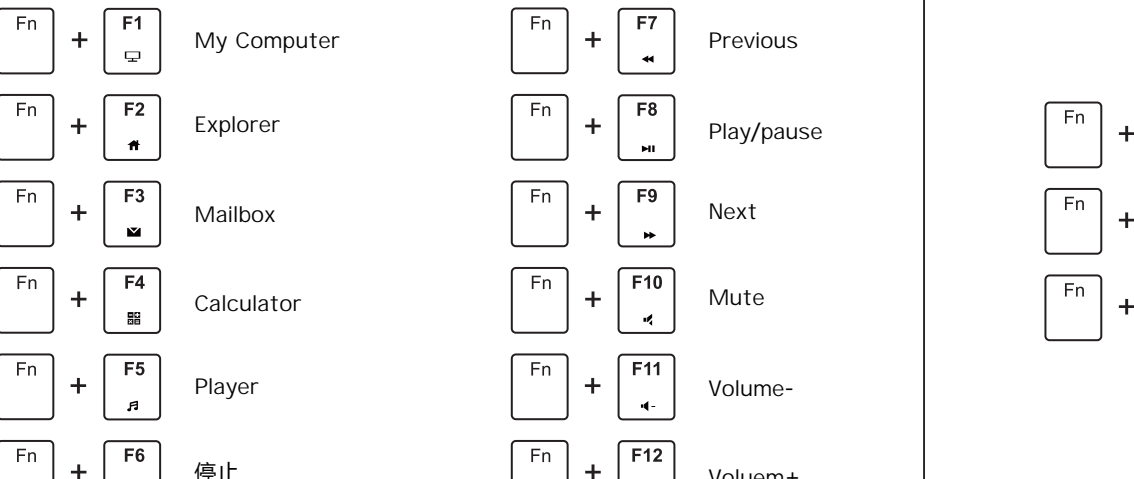 Fn + F1 My Computer
Fn + F2 Explorer
Fn + F3 Mailbox
Fn + F4 Calculator
Fn + F5 Player
Fn + F6 停止
Fn + F7 Previous
Fn + F8 Play/pause
Fn + F9 Next
Fn + F10 Mute
Fn + F11 Volume-
Fn + F12 Voluem+
Fn +
Fn +
Fn +